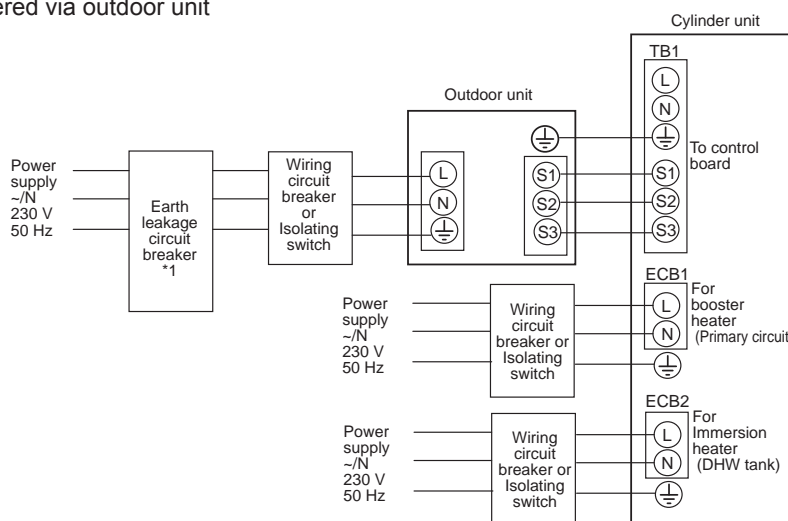 ered via outdoor unit
Cylinder unit
TB1
L
N
To control
board
S1
S2
S3
Outdoor unit
L
N
S1
S2
S3
Power
supply
~/N
230 V
50 Hz
Earth
leakage
circuit
breaker
*1
Wiring
circuit
breaker
or
Isolating
switch
ECB1
For
booster
heater
(Primary circuit
L
N
Power
supply
~/N
230 V
50 Hz
Wiring
circuit
breaker or
Isolating
switch
ECB2
For
Immersion
heater
(DHW tank)
L
N
Power
supply
~/N
230 V
50 Hz
Wiring
circuit
breaker or
Isolating
switch